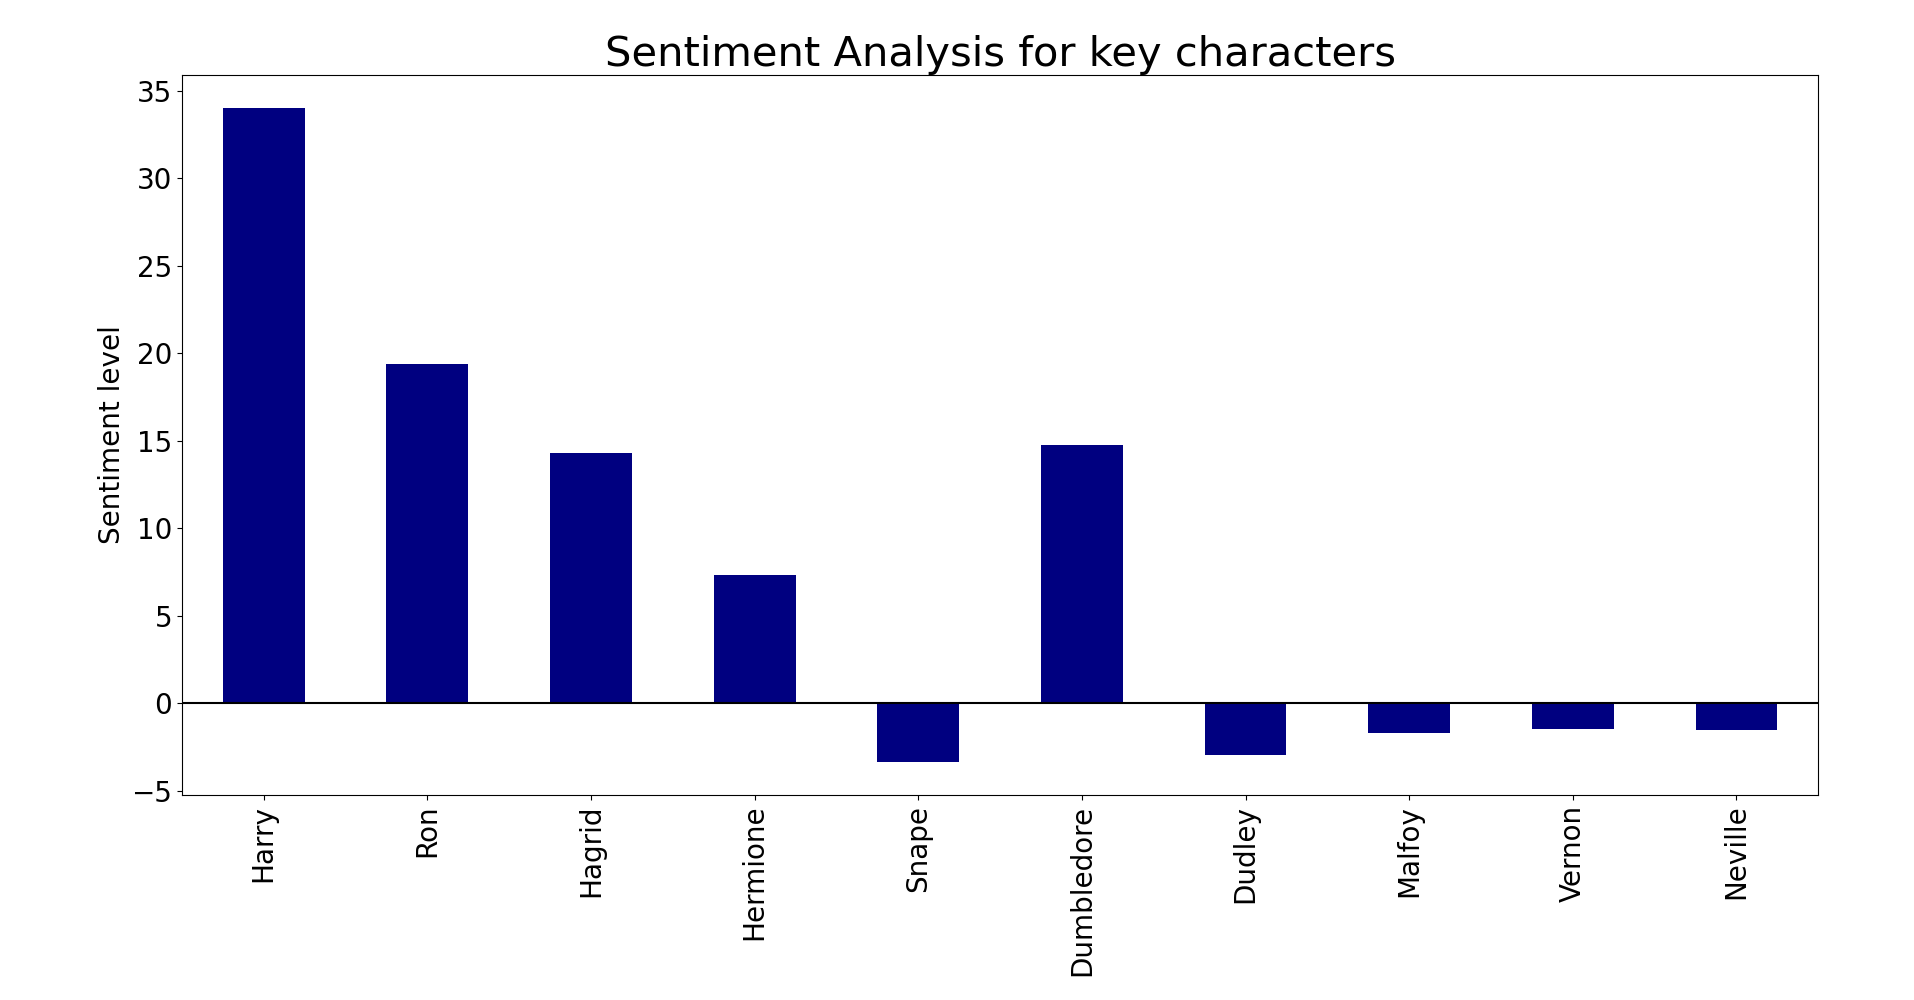 Sentiment Analysis for key characters
Sentiment level
35
30
25
20
15
10
5
0
−5
Harry
Ron
Hagrid
Hermione
Snape
Dumbledore
Dudley
Malfoy
Vernon
Neville